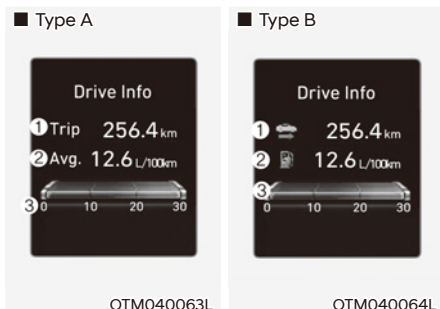 ■ Type A
Drive Info
1 Trip 256.4 km
2 Avg. 12.6 L/100km
3
0 10 20 30
OTM040063L
■ Type B
Drive Info
1 256.4 km
2 12.6 L/100km
3
0 10 20 30
OTM040064L